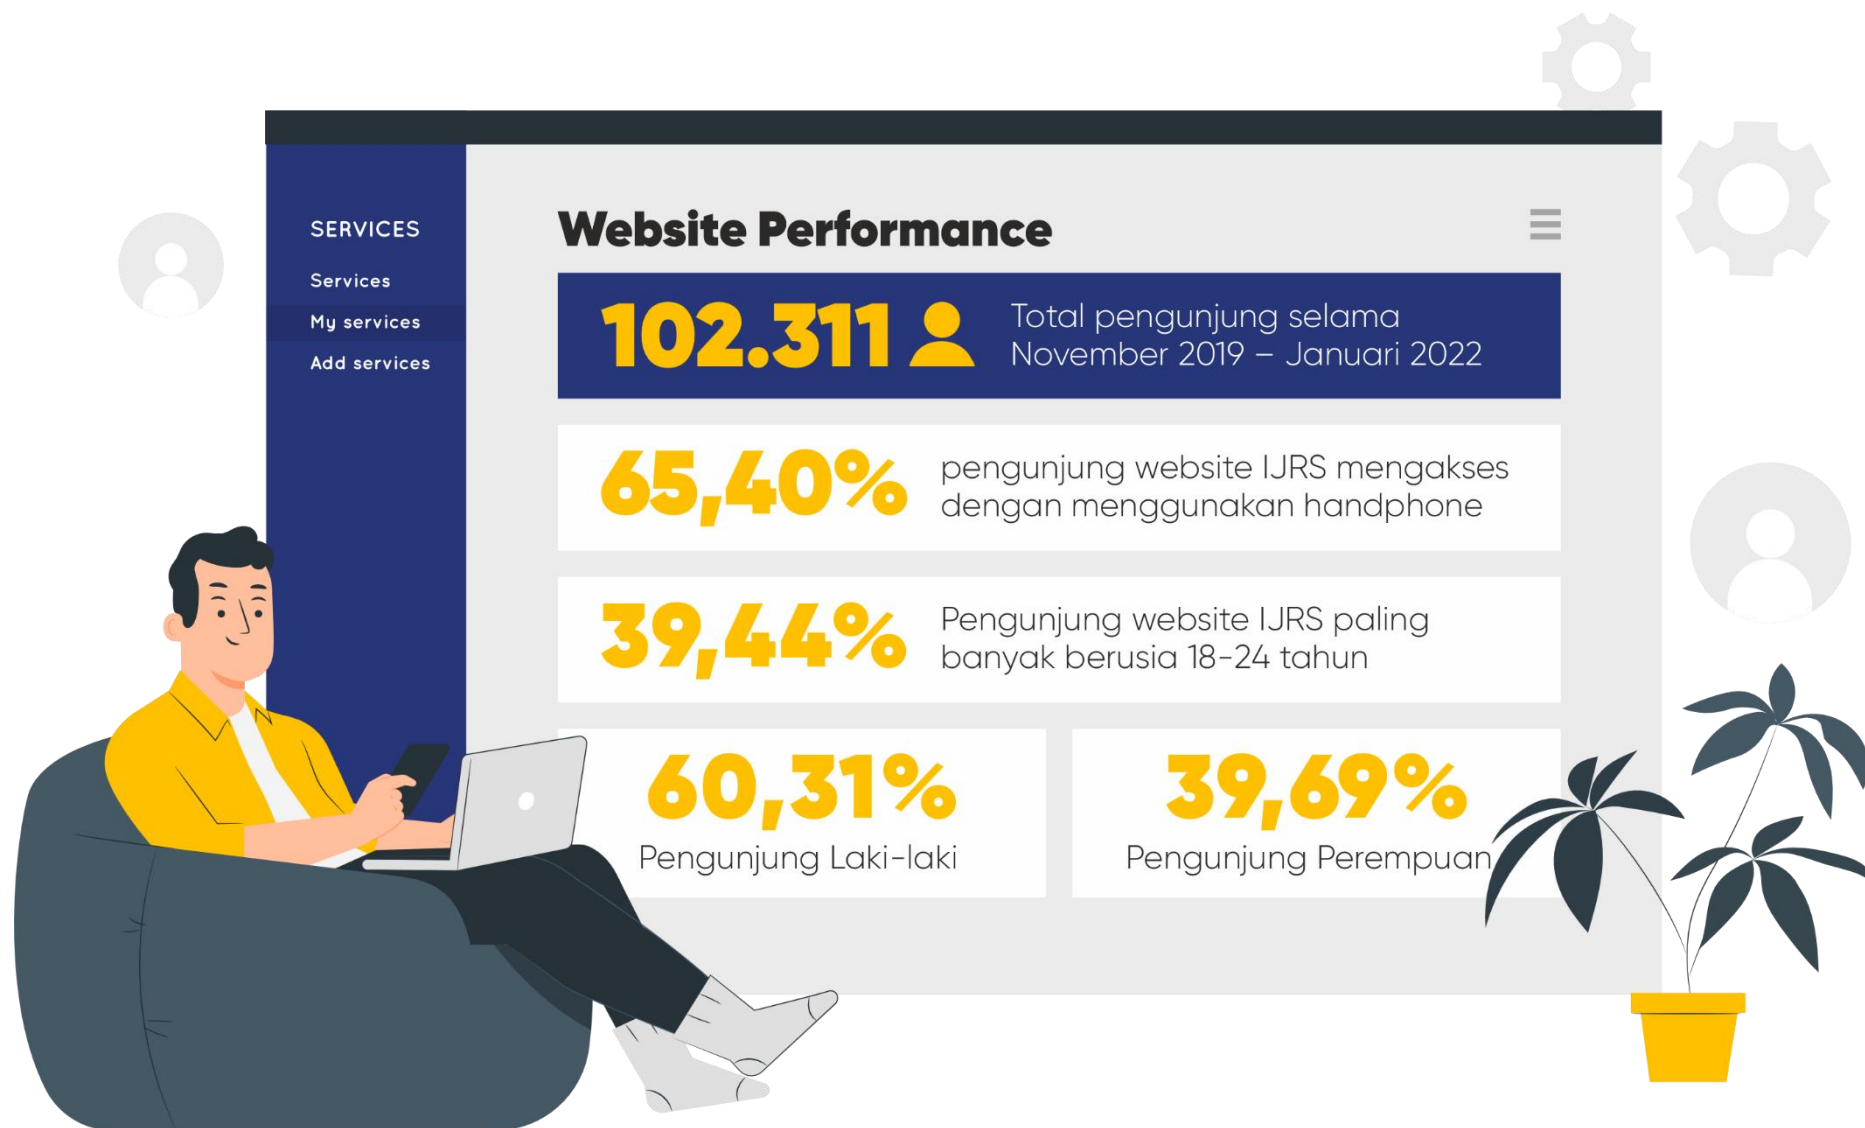 SERVICES
Services
My services
Add services
Website Performance
102.311
Total pengunjung selama
November 2019 – Januari 2022
65,40%
pengunjung website IJRS mengakses
dengan menggunakan handphone
39,44%
Pengunjung website IJRS paling
banyak berusia 18-24 tahun
60,31%
Pengunjung Laki-laki
39,69%
Pengunjung Perempuan